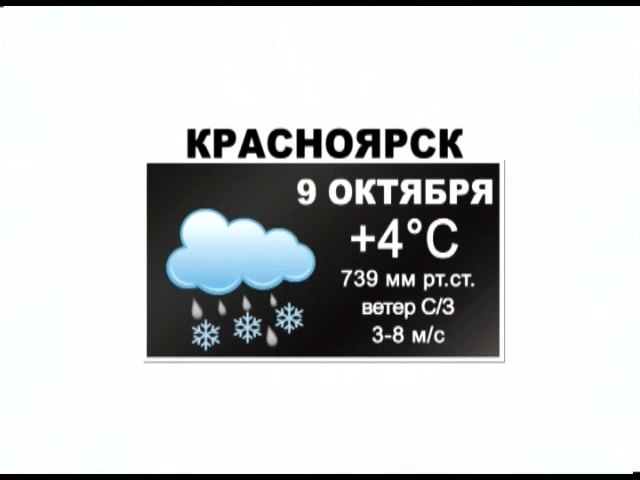 КРАСНОЯРСК
9 ОКТЯБРЯ
+4°C
739 мм рт.ст.
ветер С/З
3-8 м/с